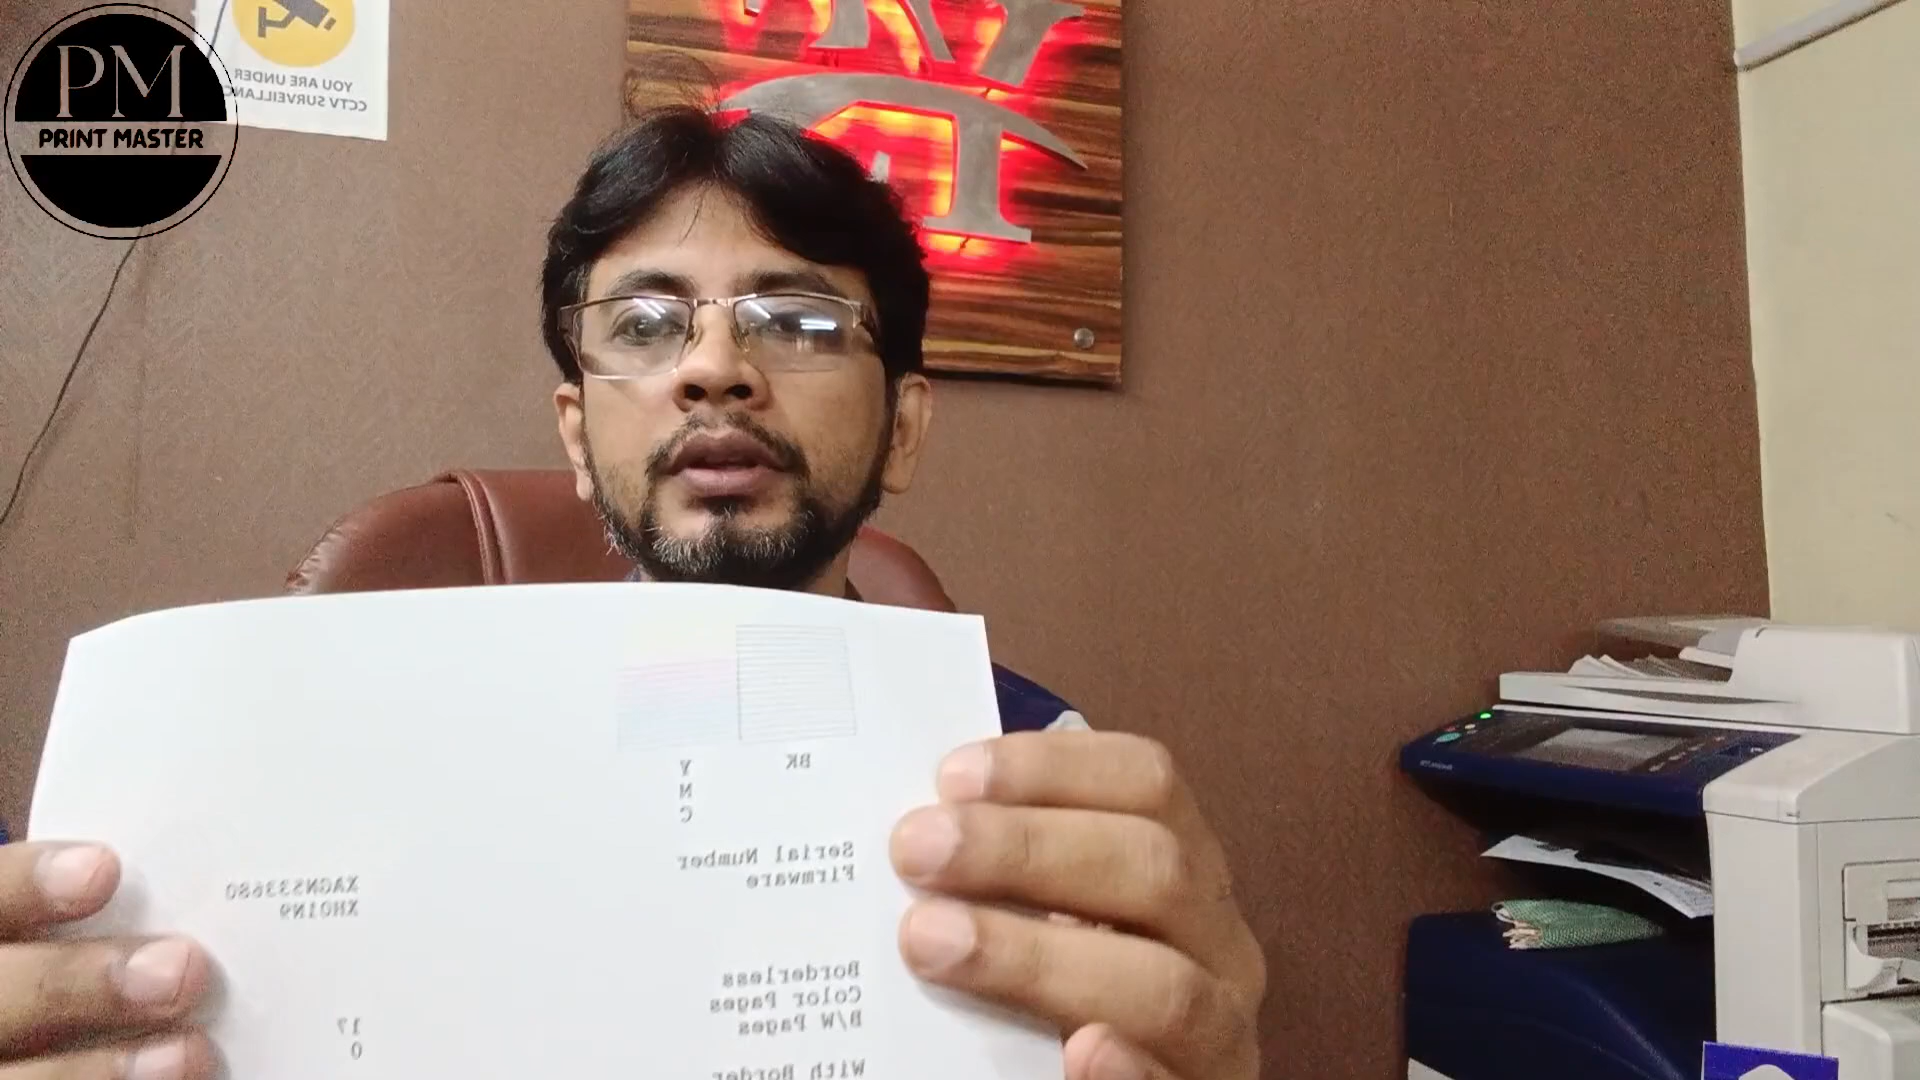 PM
PRINT MASTER
YOU ARE UNDER
CCTV SURVEILLANC
BK
Y
M
C
Serial Number
XAGN533680
Firmware
XH01N9
Borderless
Color Pages
17
B/W Pages
0
With Border